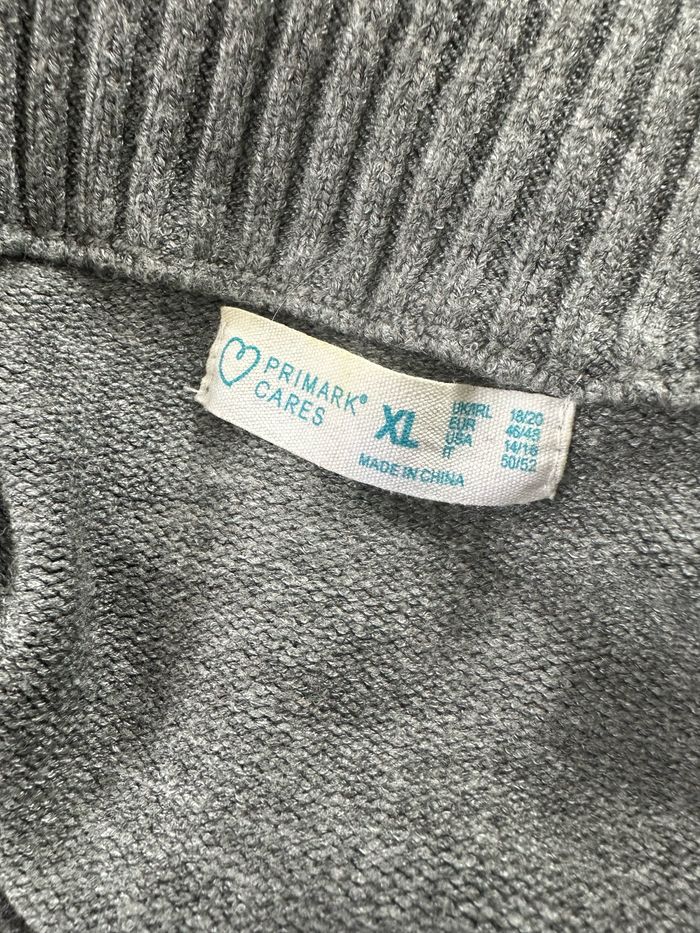 PRIMARK®
CARES
XL
UK/IRL 18/20
EUR 46/48
USA 14/16
IT 50/52
MADE IN CHINA